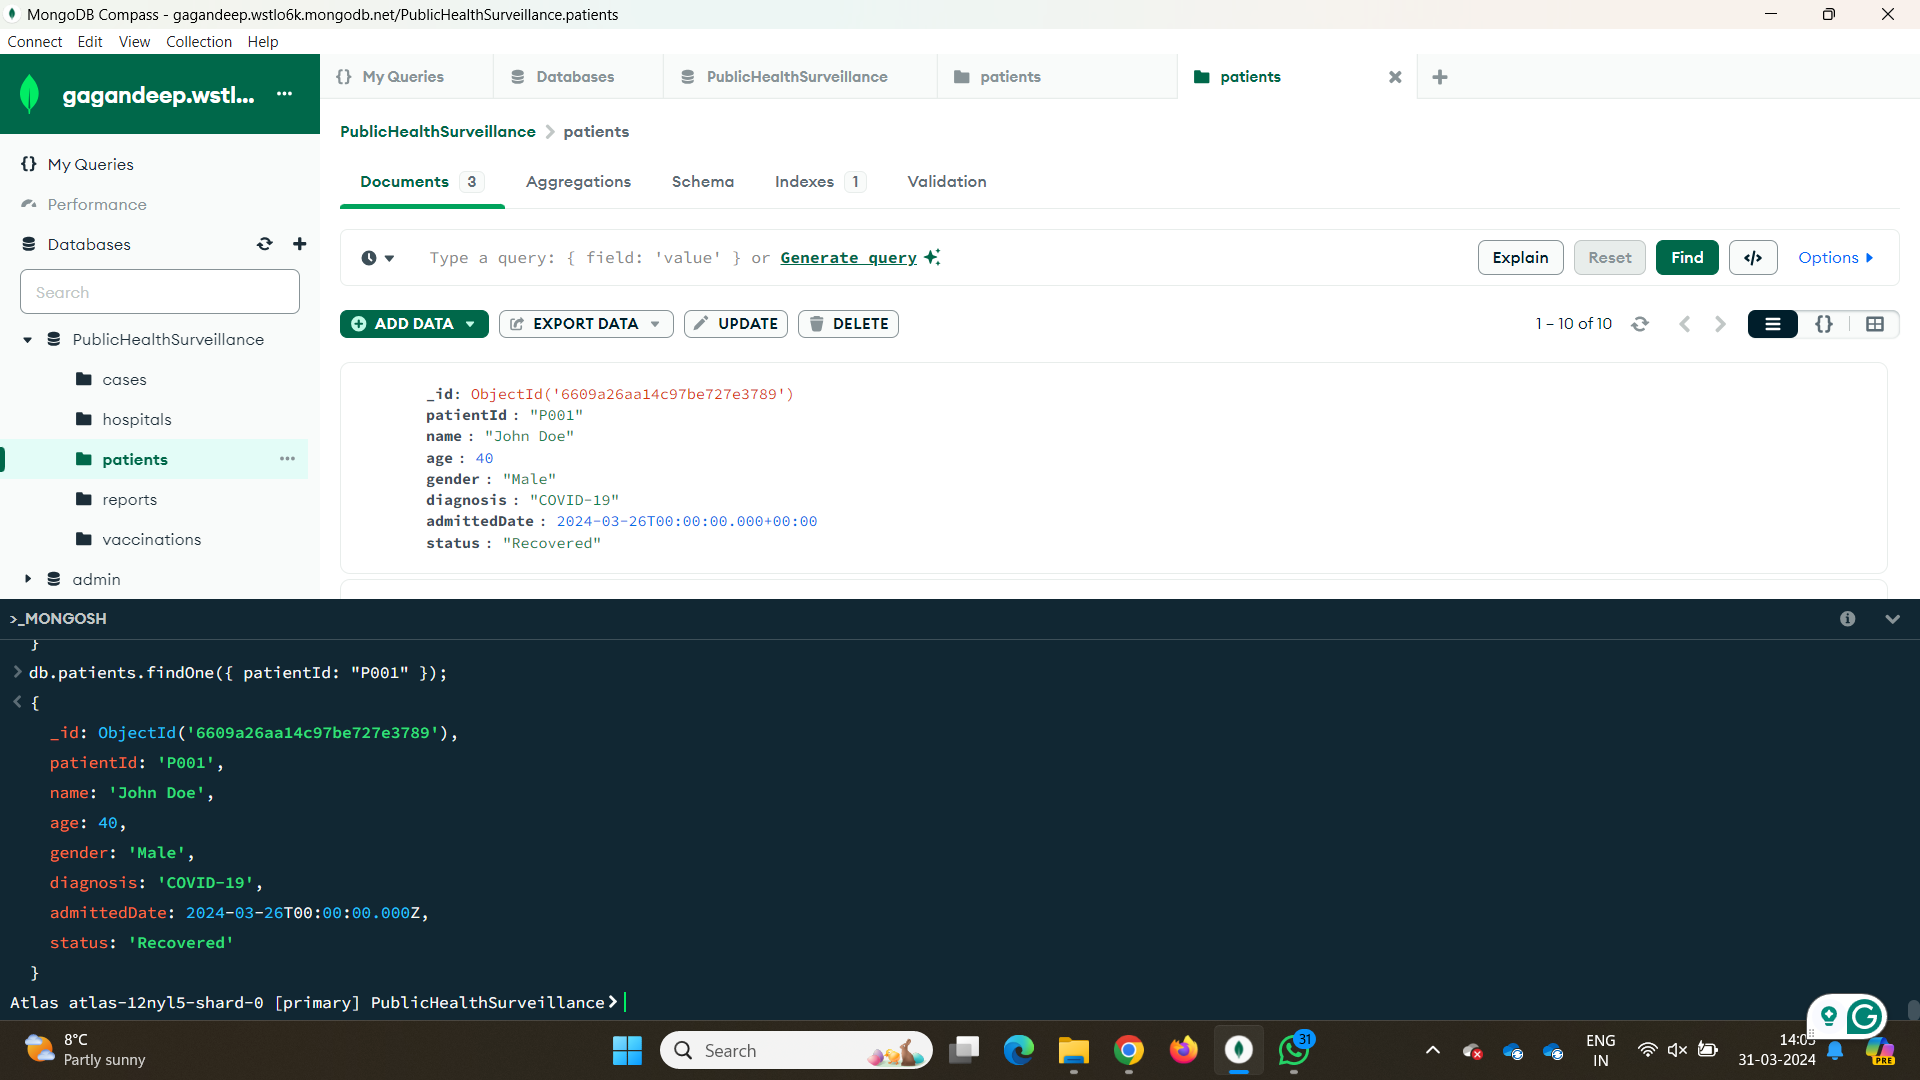 MongoDB Compass - gagandeep.wstlo6k.mongodb.net/PublicHealthSurveillance.patients
Connect Edit View Collection Help
gagandeep.wstl... ...
{} My Queries
Databases
PublicHealthSurveillance
patients
patients
PublicHealthSurveillance > patients
{} My Queries
Performance
Databases
Search
PublicHealthSurveillance
cases
hospitals
patients ...
reports
vaccinations
admin
Documents 3 Aggregations Schema Indexes 1 Validation
Type a query: { field: 'value' } or Generate query
Explain Reset Find </> Options
ADD DATA EXPORT DATA UPDATE DELETE
1 – 10 of 10 {}
_id: ObjectId('6609a26aa14c97be727e3789')
patientId : "P001"
name : "John Doe"
age : 40
gender : "Male"
diagnosis : "COVID-19"
admittedDate : 2024-03-26T00:00:00.000+00:00
status : "Recovered"
>_MONGOSH
}
> db.patients.findOne({ patientId: "P001" });
< {
_id: ObjectId('6609a26aa14c97be727e3789'),
patientId: 'P001',
name: 'John Doe',
age: 40,
gender: 'Male',
diagnosis: 'COVID-19',
admittedDate: 2024-03-26T00:00:00.000Z,
status: 'Recovered'
}
Atlas atlas-12nyl5-shard-0 [primary] PublicHealthSurveillance>
8°C
Partly sunny
Search
31
ENG
IN
14:05
31-03-2024
PRE